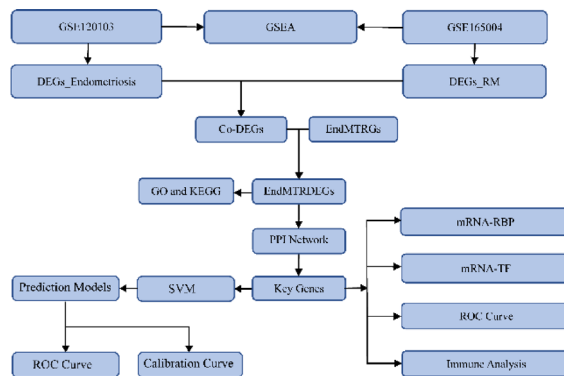 GSE120103
GSEA
GSE165004
DEGs_Endometriosis
DEGs_RM
Co-DEGs
EndMTRGs
GO and KEGG
EndMTRDEGs
mRNA-RBP
PPI Network
mRNA-TF
Prediction Models
SVM
Key Genes
ROC Curve
ROC Curve
Calibration Curve
Immune Analysis